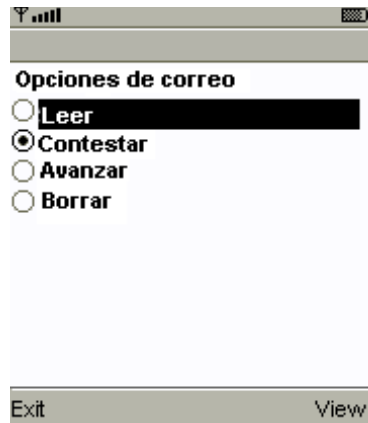 Opciones de correo
Leer
Contestar
Avanzar
Borrar
Exit View